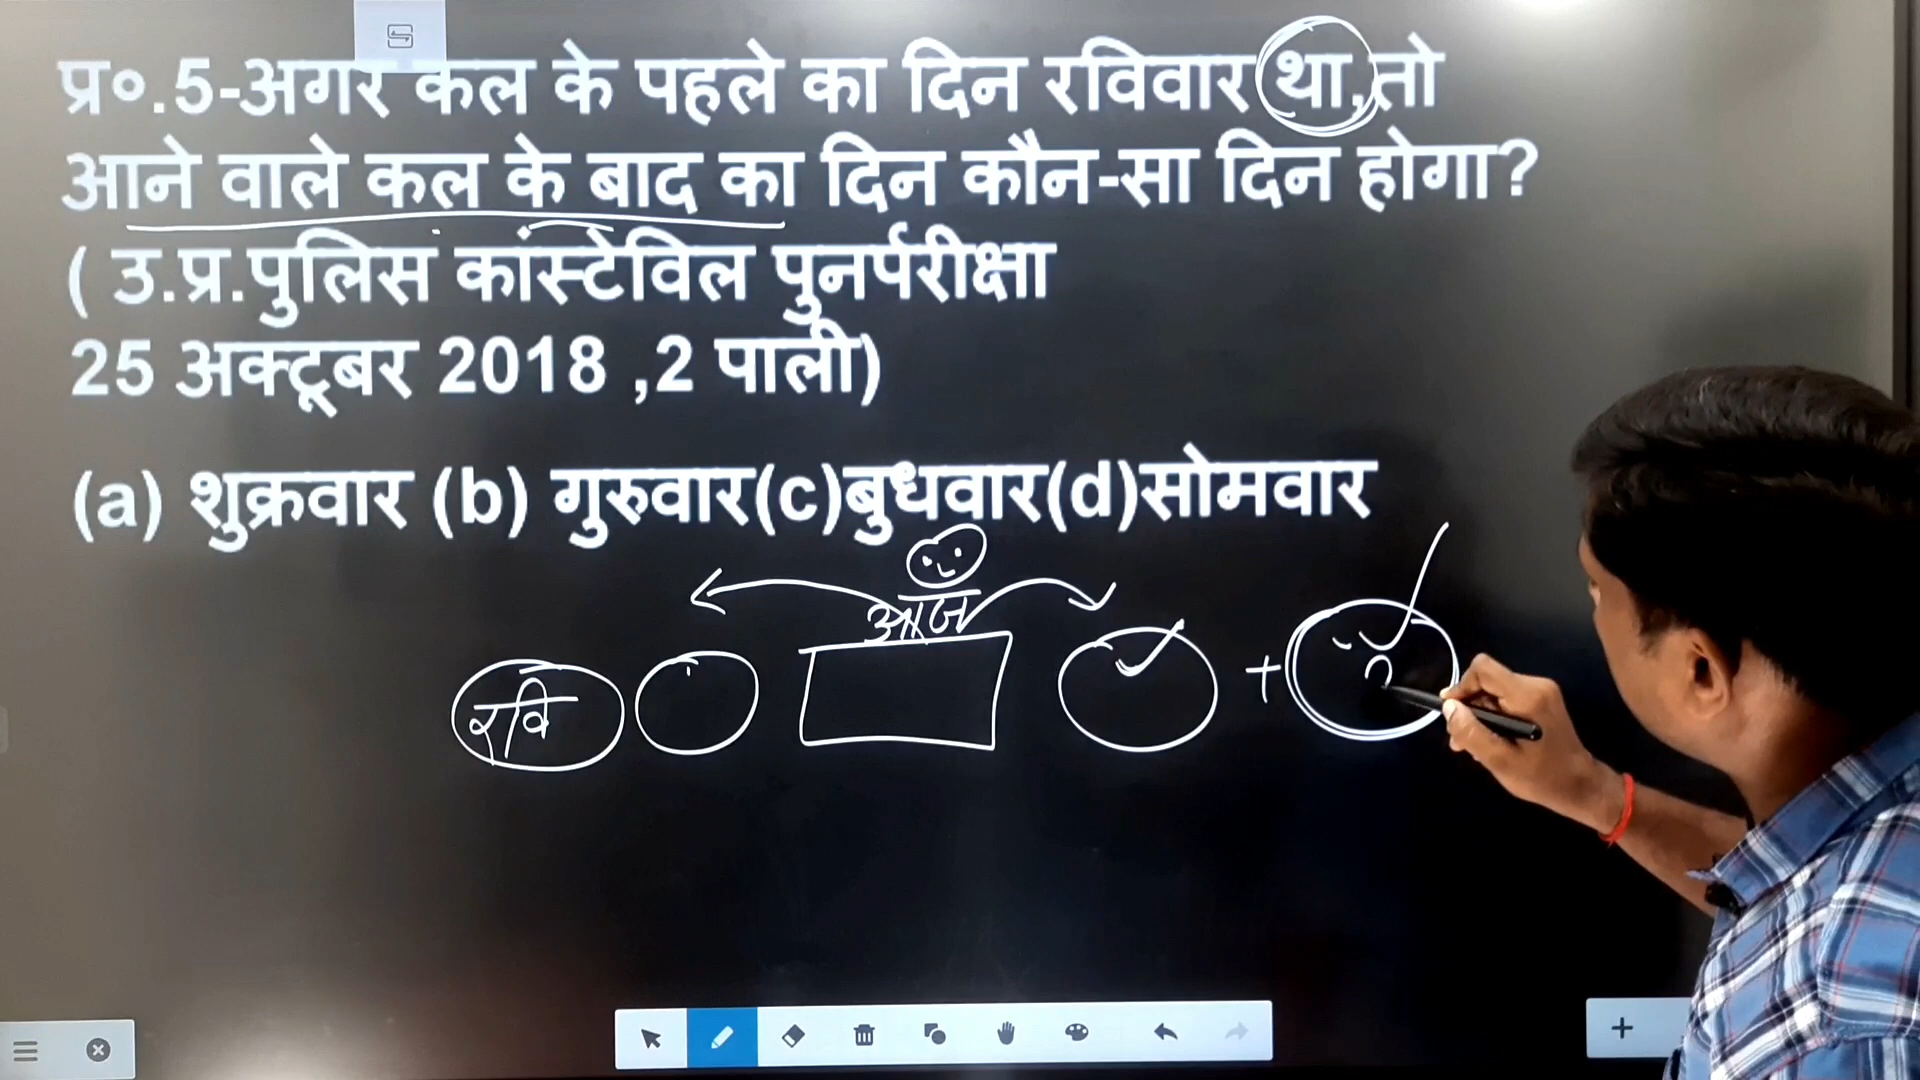 प्र०.5-अगर कल के पहले का दिन रविवार था,तो
आने वाले कल के बाद का दिन कौन-सा दिन होगा?
( उ.प्र.पुलिस कांस्टेविल पुनर्परीक्षा
25 अक्टूबर 2018 ,2 पाली)
(a) शुक्रवार (b) गुरुवार(c)बुधवार(d)सोमवार
आज
रवि + ?